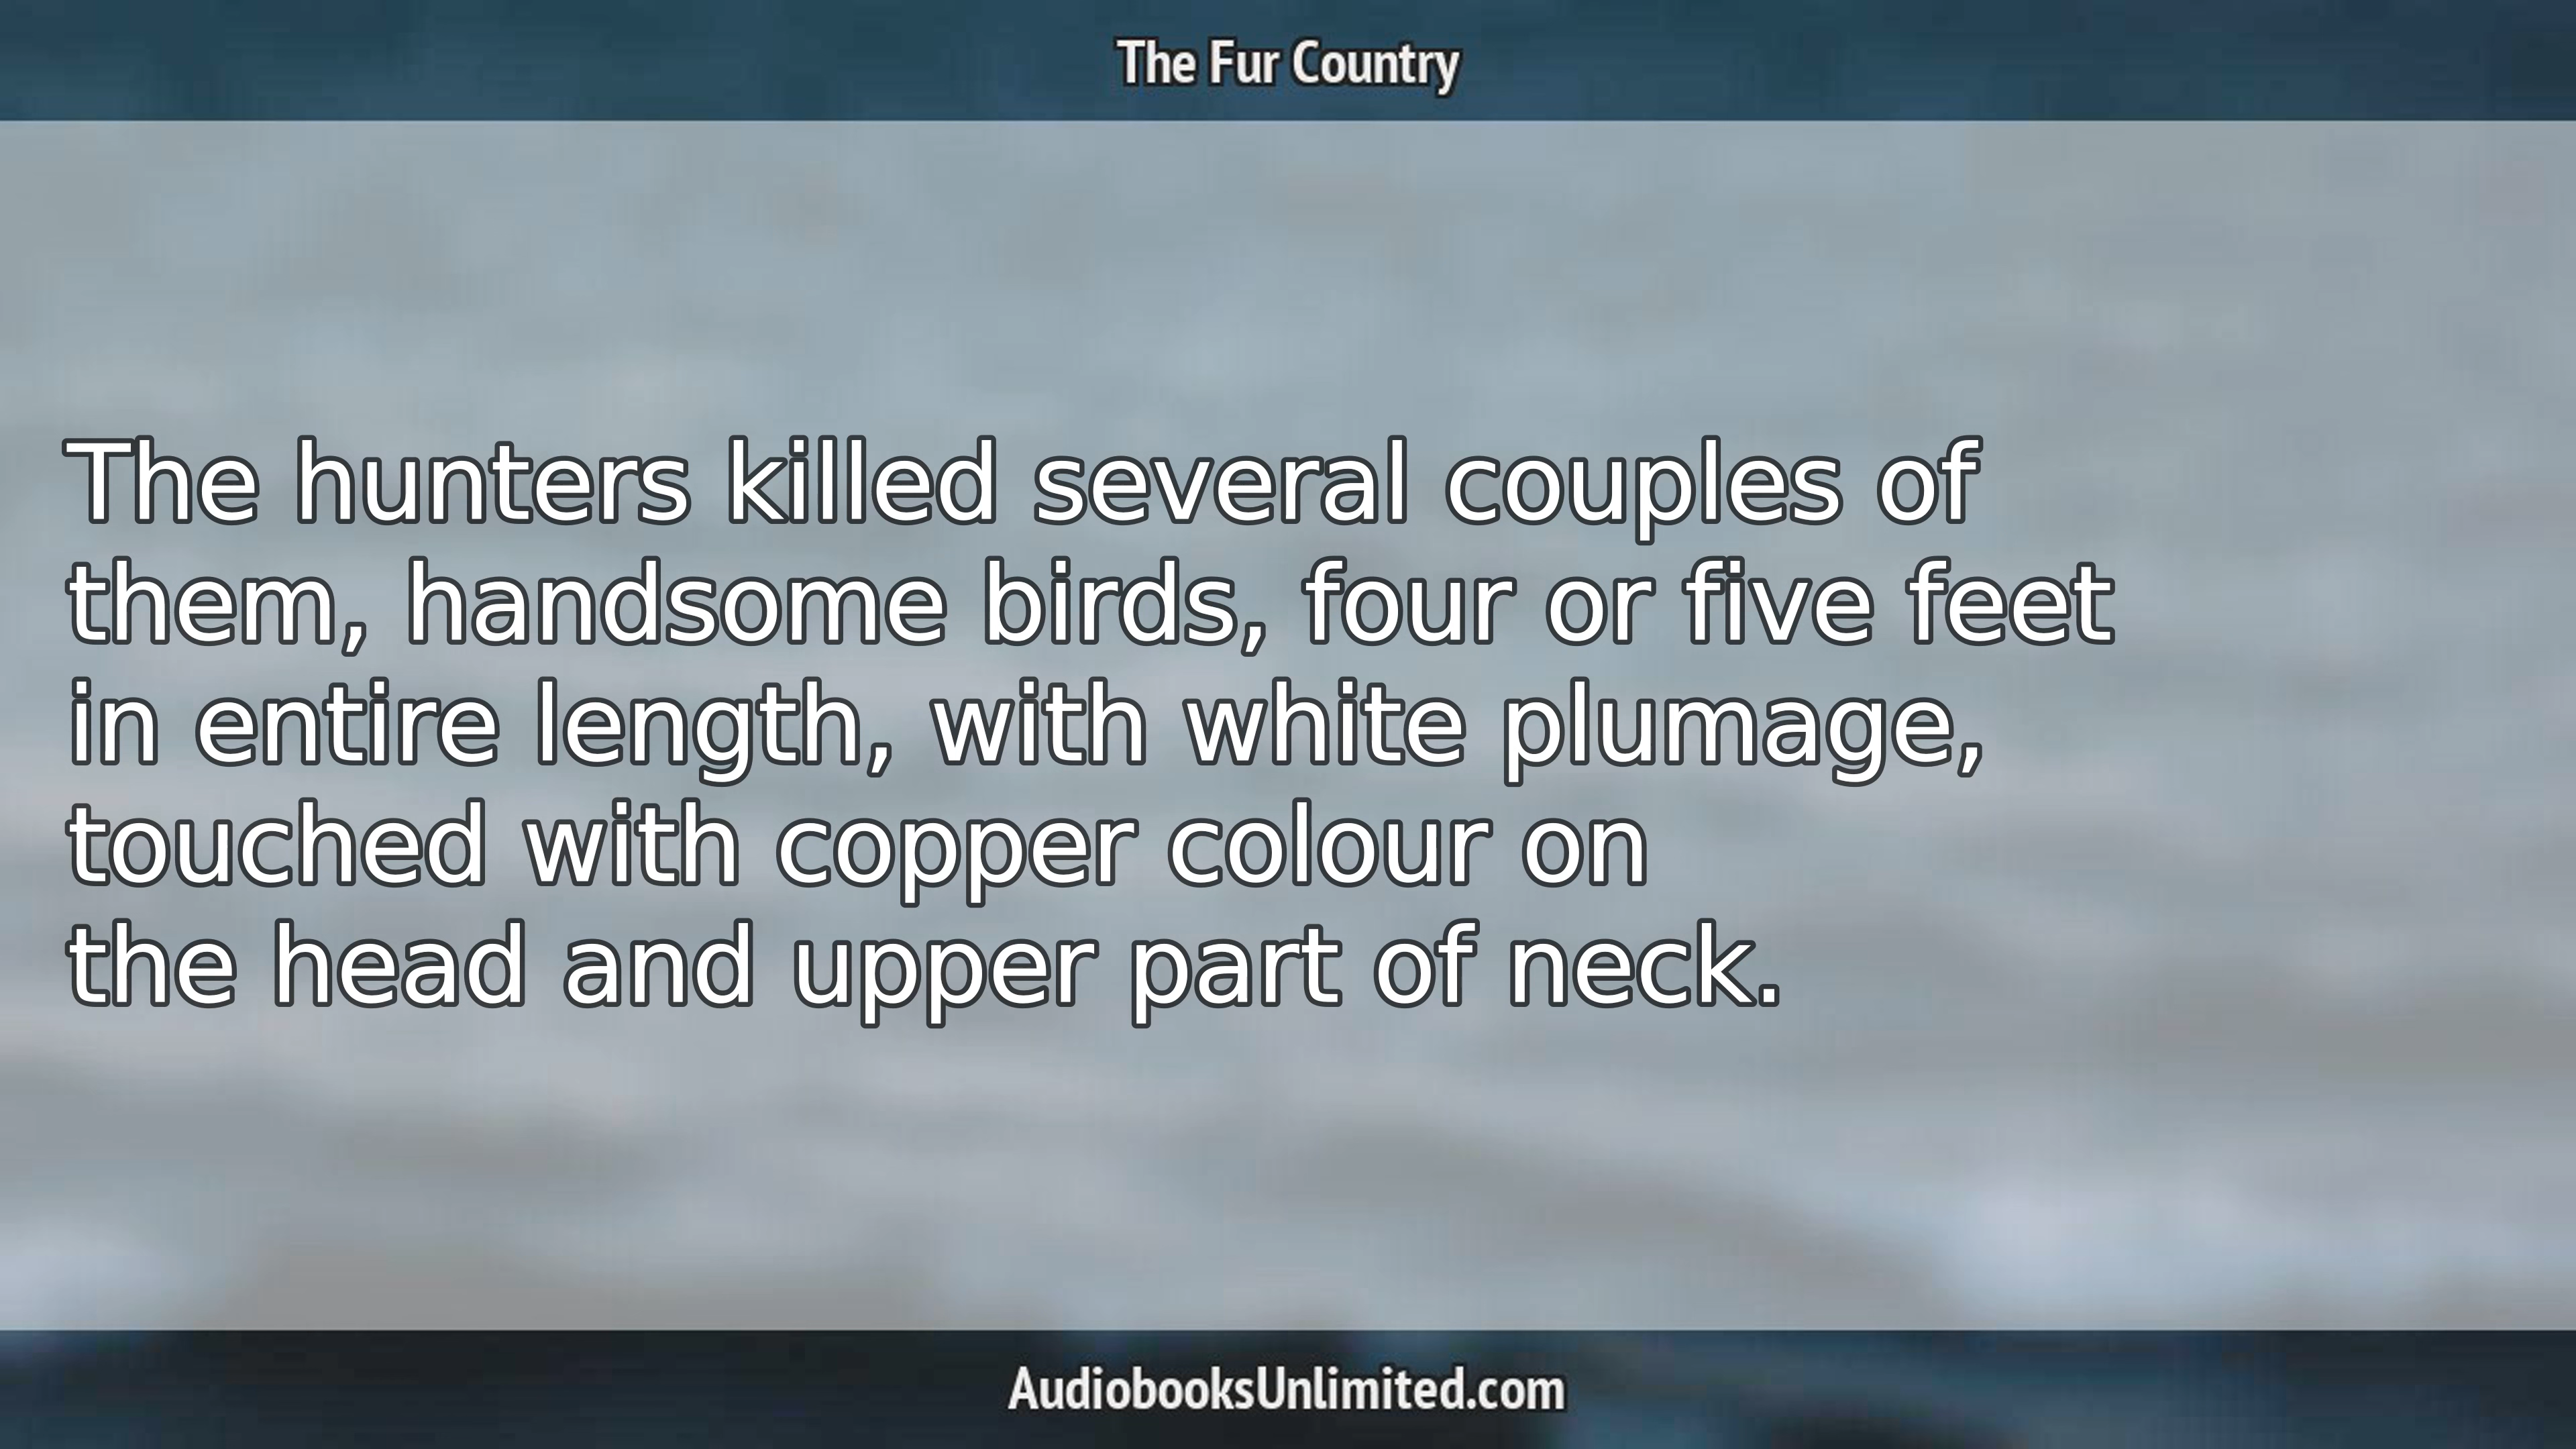 The Fur Country
The hunters killed several couples of
them, handsome birds, four or five feet
in entire length, with white plumage,
touched with copper colour on
the head and upper part of neck.
AudiobooksUnlimited.com